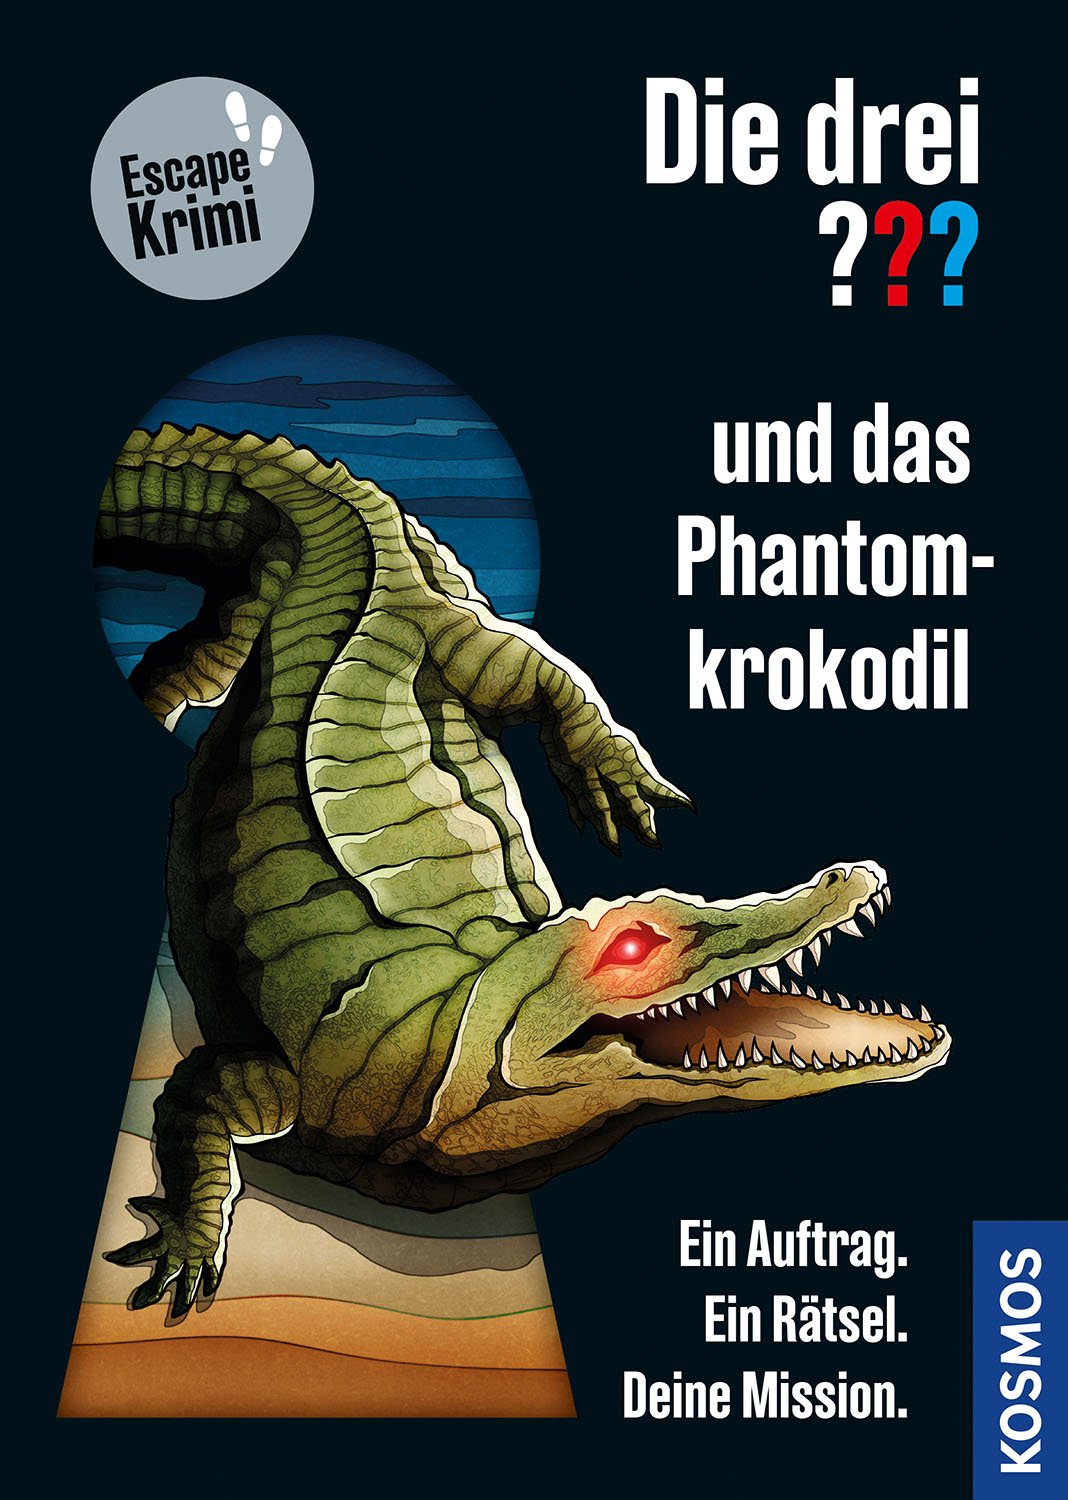 Escape
Krimi
Die drei
???
und das
Phantom-
krokodil
Ein Auftrag.
Ein Rätsel.
Deine Mission.
KOSMOS